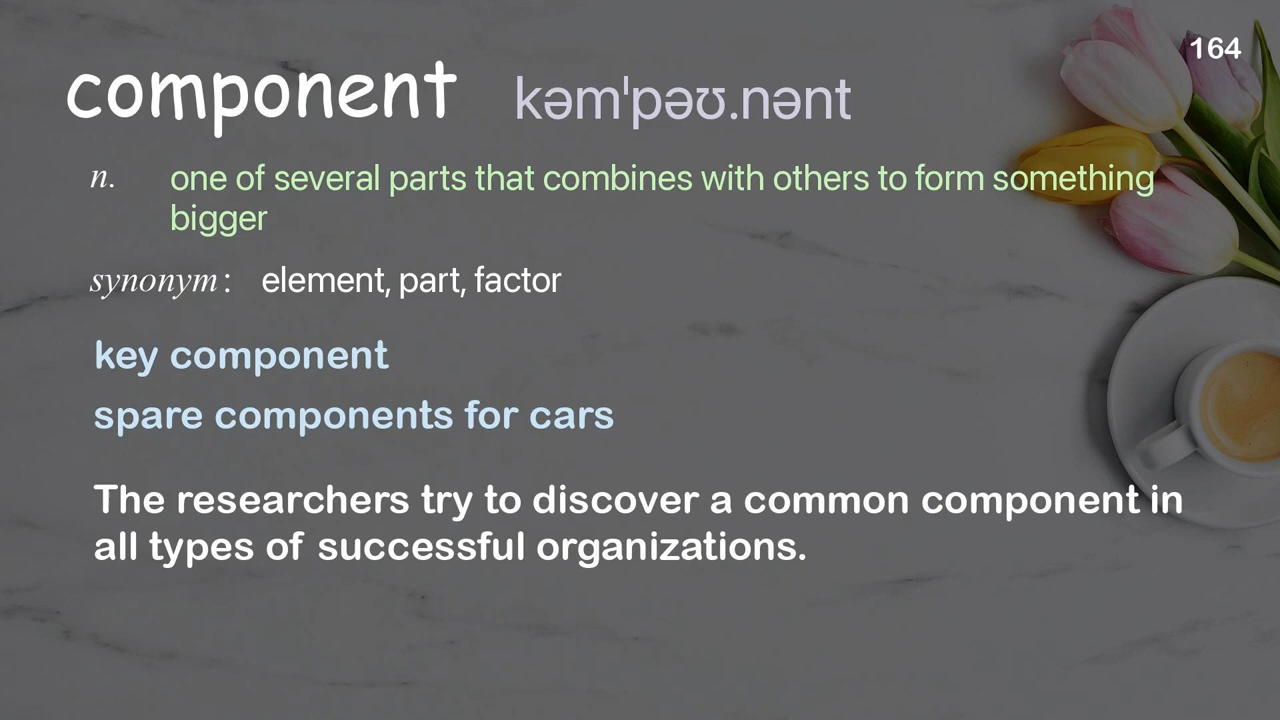 164
component kəmˈpəʊ.nənt
n. one of several parts that combines with others to form something
bigger
synonym: element, part, factor
key component
spare components for cars
The researchers try to discover a common component in
all types of successful organizations.